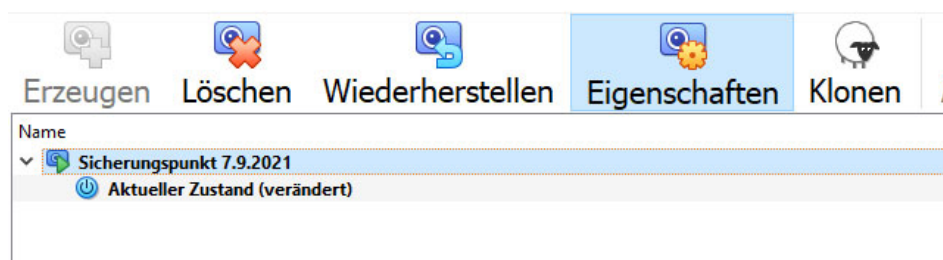 Erzeugen Löschen Wiederherstellen Eigenschaften Klonen
Name
Sicherungspunkt 7.9.2021
Aktueller Zustand (verändert)